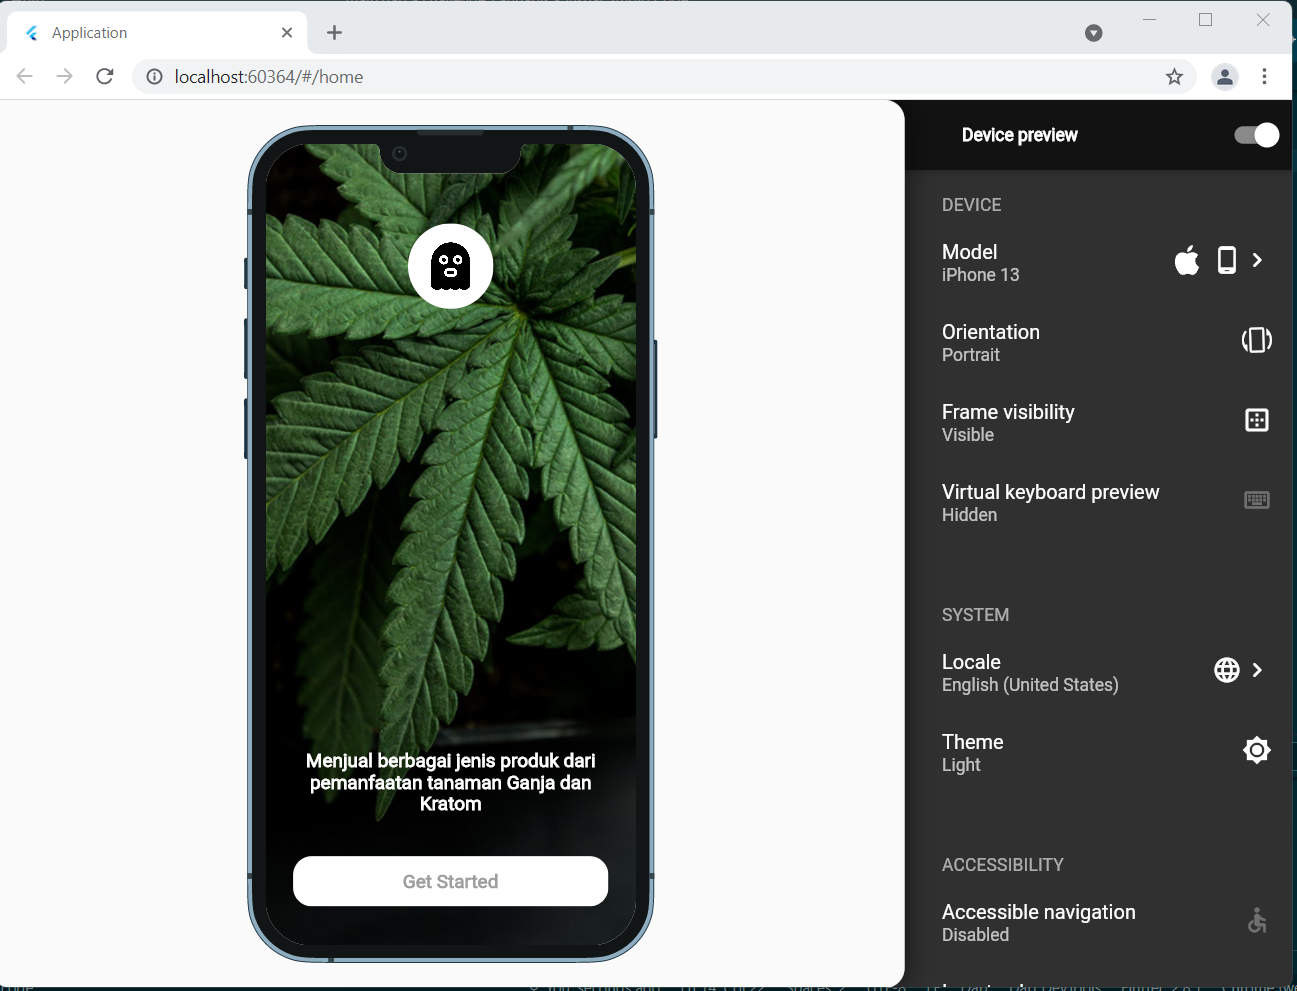 Application
localhost:60364/#/home
Device preview
DEVICE
Model
iPhone 13
Orientation
Portrait
Frame visibility
Visible
Virtual keyboard preview
Hidden
SYSTEM
Locale
English (United States)
Theme
Light
ACCESSIBILITY
Accessible navigation
Disabled
Menjual berbagai jenis produk dari
pemanfaatan tanaman Ganja dan
Kratom
Get Started